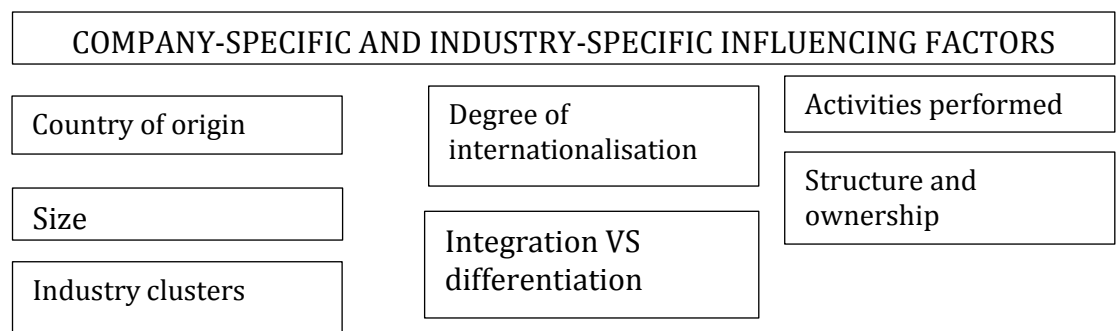 COMPANY-SPECIFIC AND INDUSTRY-SPECIFIC INFLUENCING FACTORS
Country of origin
Size
Industry clusters
Degree of
internationalisation
Integration VS
differentiation
Activities performed
Structure and
ownership